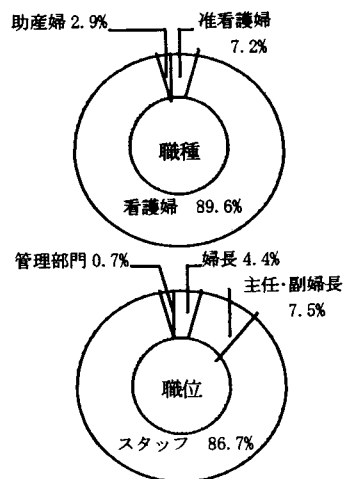 助産婦 2.9% 准看護婦
7.2%
職種
看護婦 89.6%
管理部門 0.7% 婦長 4.4%
主任·副婦長
7.5%
職位
スタッフ 86.7%